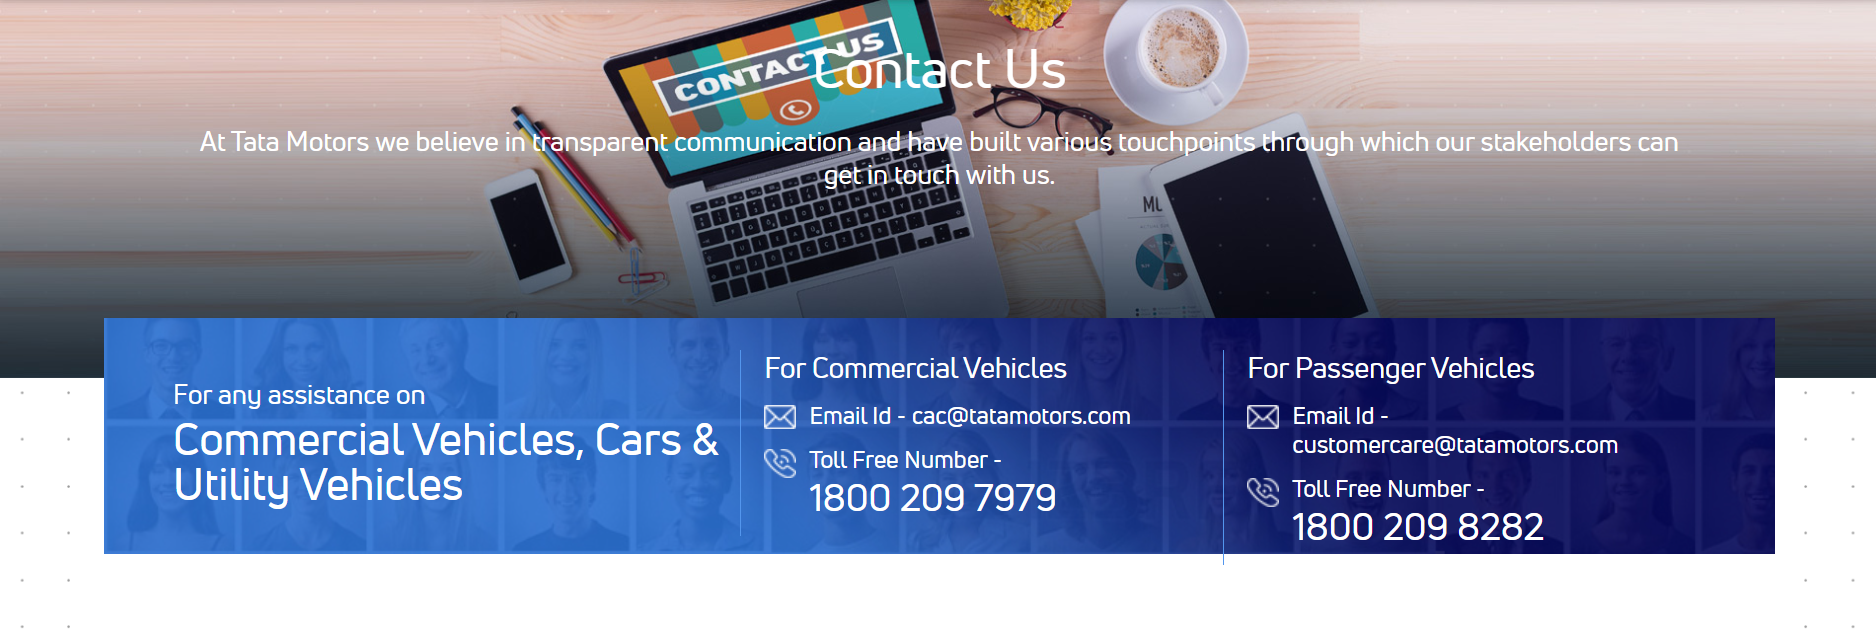 CONTACT US
Contact Us
At Tata Motors we believe in transparent communication and have built various touchpoints through which our stakeholders can
get in touch with us.
For any assistance on
Commercial Vehicles, Cars &
Utility Vehicles
For Commercial Vehicles
Email Id - cac@tatamotors.com
Toll Free Number -
1800 209 7979
For Passenger Vehicles
Email Id -
customercare@tatamotors.com
Toll Free Number -
1800 209 8282